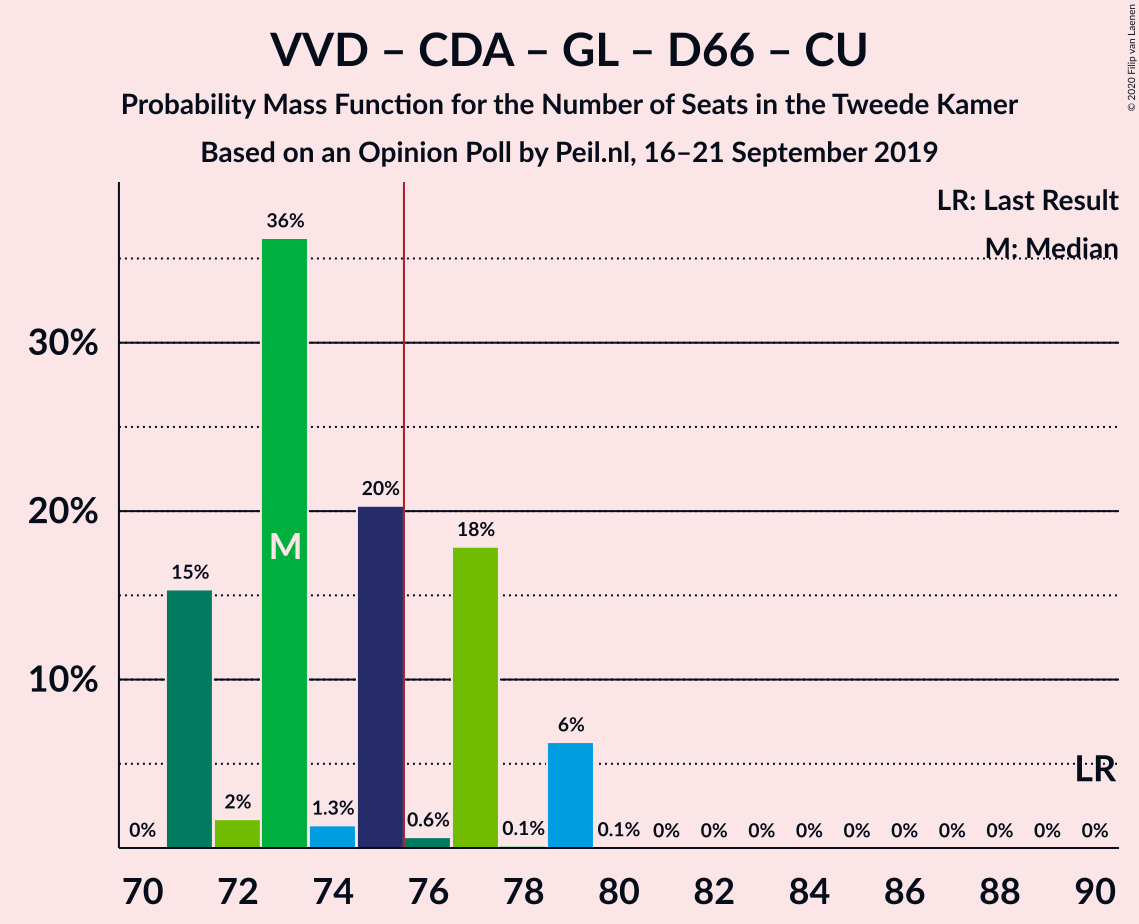 VVD – CDA – GL – D66 – CU
Probability Mass Function for the Number of Seats in the Tweede Kamer
Based on an Opinion Poll by Peil.nl, 16–21 September 2019
© 2020 Filip van Laenen
LR: Last Result
M: Median
30%
20%
10%
0%
15%
2%
36%
1.3%
20%
0.6%
18%
0.1%
6%
0.1%
0%
0%
0%
0%
0%
0%
0%
0%
0%
0%
M
LR
70 72 74 76 78 80 82 84 86 88 90